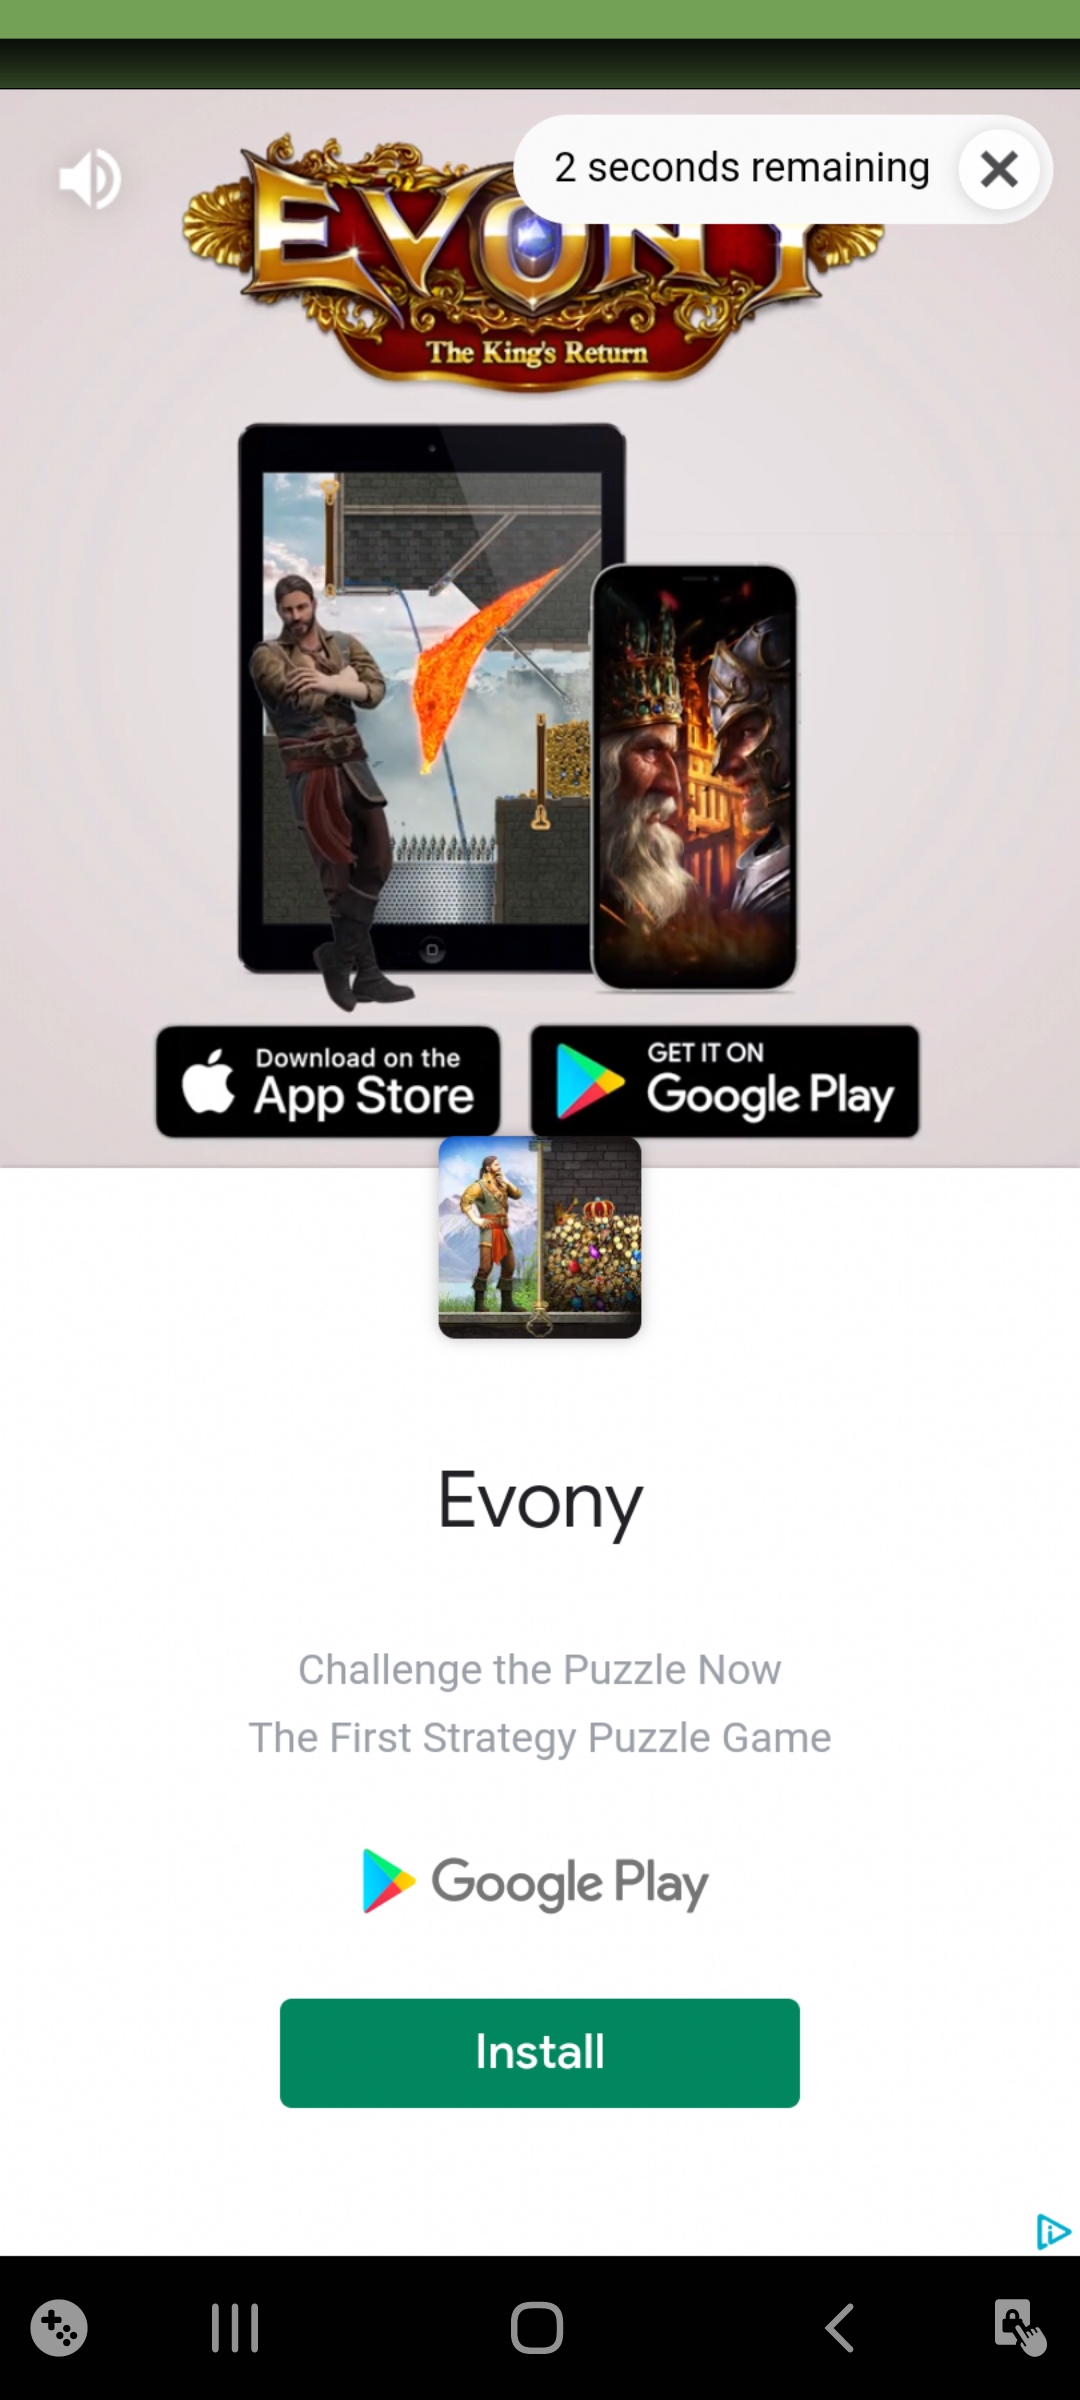 2 seconds remaining
EVONY
The King's Return
Download on the
App Store
GET IT ON
Google Play
Evony
Challenge the Puzzle Now
The First Strategy Puzzle Game
Google Play
Install